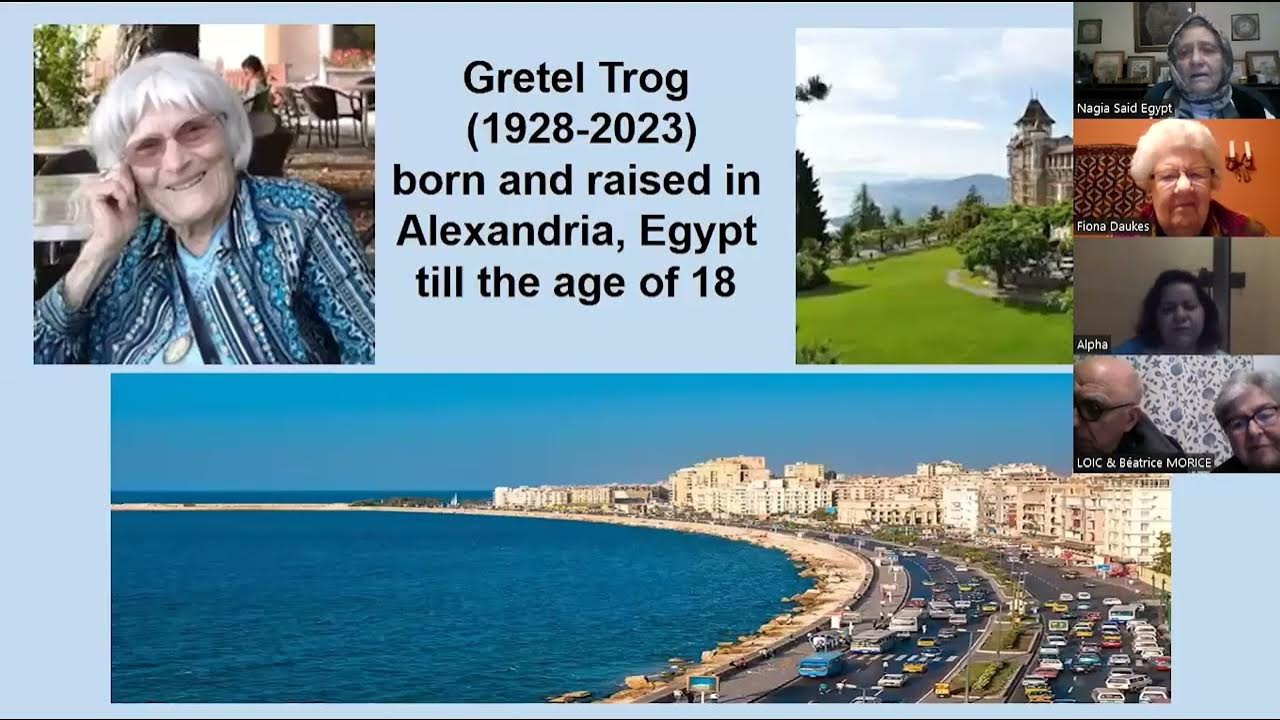 Gretel Trog
(1928-2023)
born and raised in
Alexandria, Egypt
till the age of 18
Nagia Said Egypt
Fiona Daukes
Alpha
LOIC & Béatrice MORICE